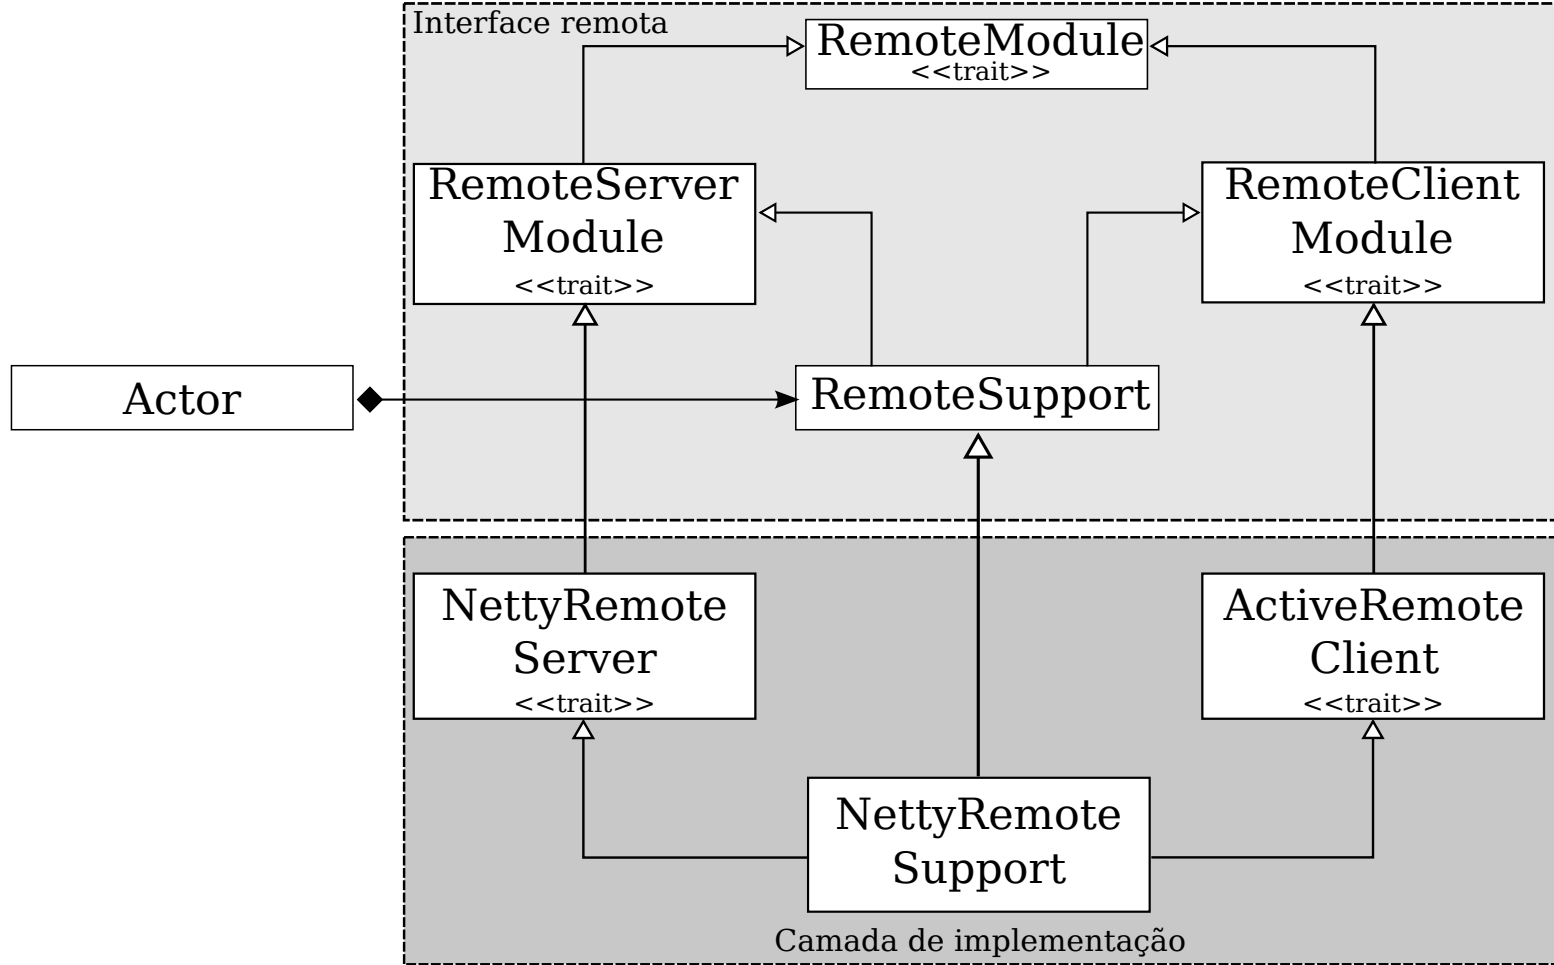 Interface remota
RemoteModule
<<trait>>
RemoteServer
Module
<<trait>>
RemoteClient
Module
<<trait>>
Actor
RemoteSupport
NettyRemote
Server
<<trait>>
ActiveRemote
Client
<<trait>>
NettyRemote
Support
Camada de implementação